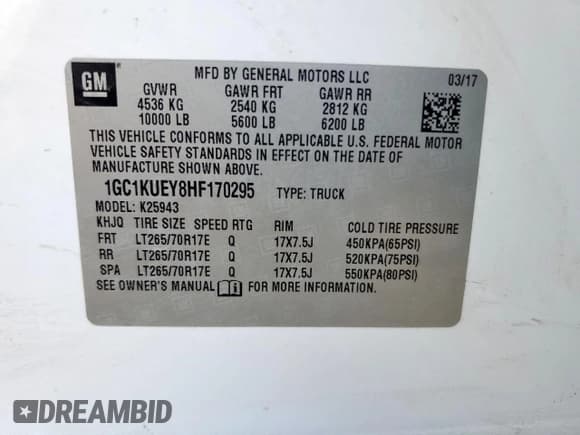 GM
MFD BY GENERAL MOTORS LLC 03/17
GVWR GAWR FRT GAWR RR
4536 KG 2540 KG 2812 KG
10000 LB 5600 LB 6200 LB
THIS VEHICLE CONFORMS TO ALL APPLICABLE U.S. FEDERAL MOTOR
VEHICLE SAFETY STANDARDS IN EFFECT ON THE DATE OF
MANUFACTURE SHOWN ABOVE.
1GC1KUEY8HF170295 TYPE: TRUCK
MODEL: K25943
KHJQ TIRE SIZE SPEED RTG RIM COLD TIRE PRESSURE
FRT LT265/70R17E Q 17X7.5J 450KPA(65PSI)
RR LT265/70R17E Q 17X7.5J 520KPA(75PSI)
SPA LT265/70R17E Q 17X7.5J 550KPA(80PSI)
SEE OWNER'S MANUAL FOR MORE INFORMATION.
DREAMBID